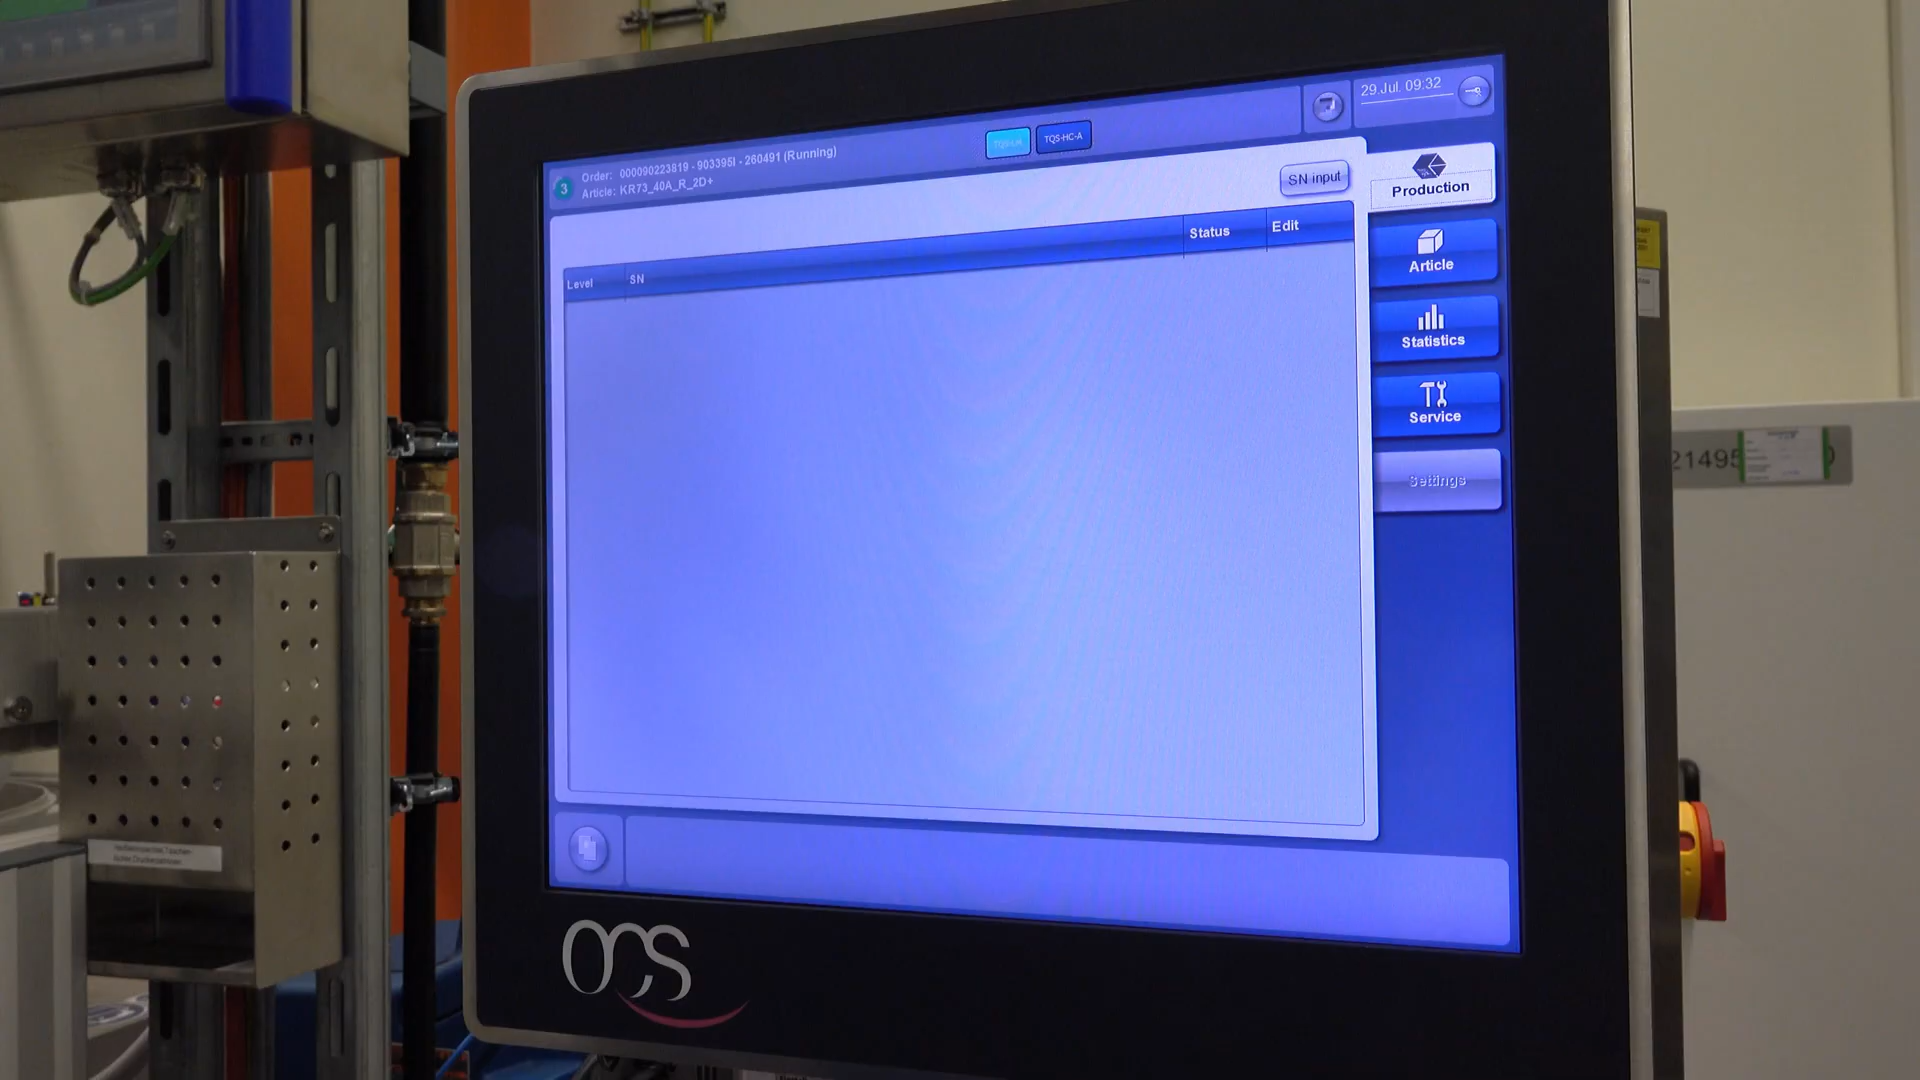 29.Jul. 09:32
TQS-HC-A
Order: 000090223819 - 903395I - 260491 (Running)
3
Article: KR73_40A_R_2D+
SN input
Production
Level SN Status Edit
Article
Statistics
Service
Settings
21495
OCS